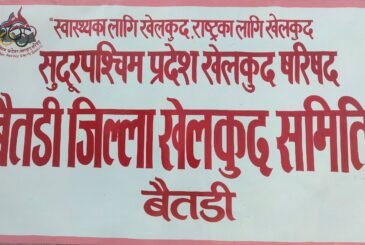 "स्वास्थ्यका लागि खेलकुद, राष्ट्रका लागि खेलकुद
सुदूरपश्चिम प्रदेश खेलकुद परिषद
बैतडी जिल्ला खेलकुद समिति
बैतडी